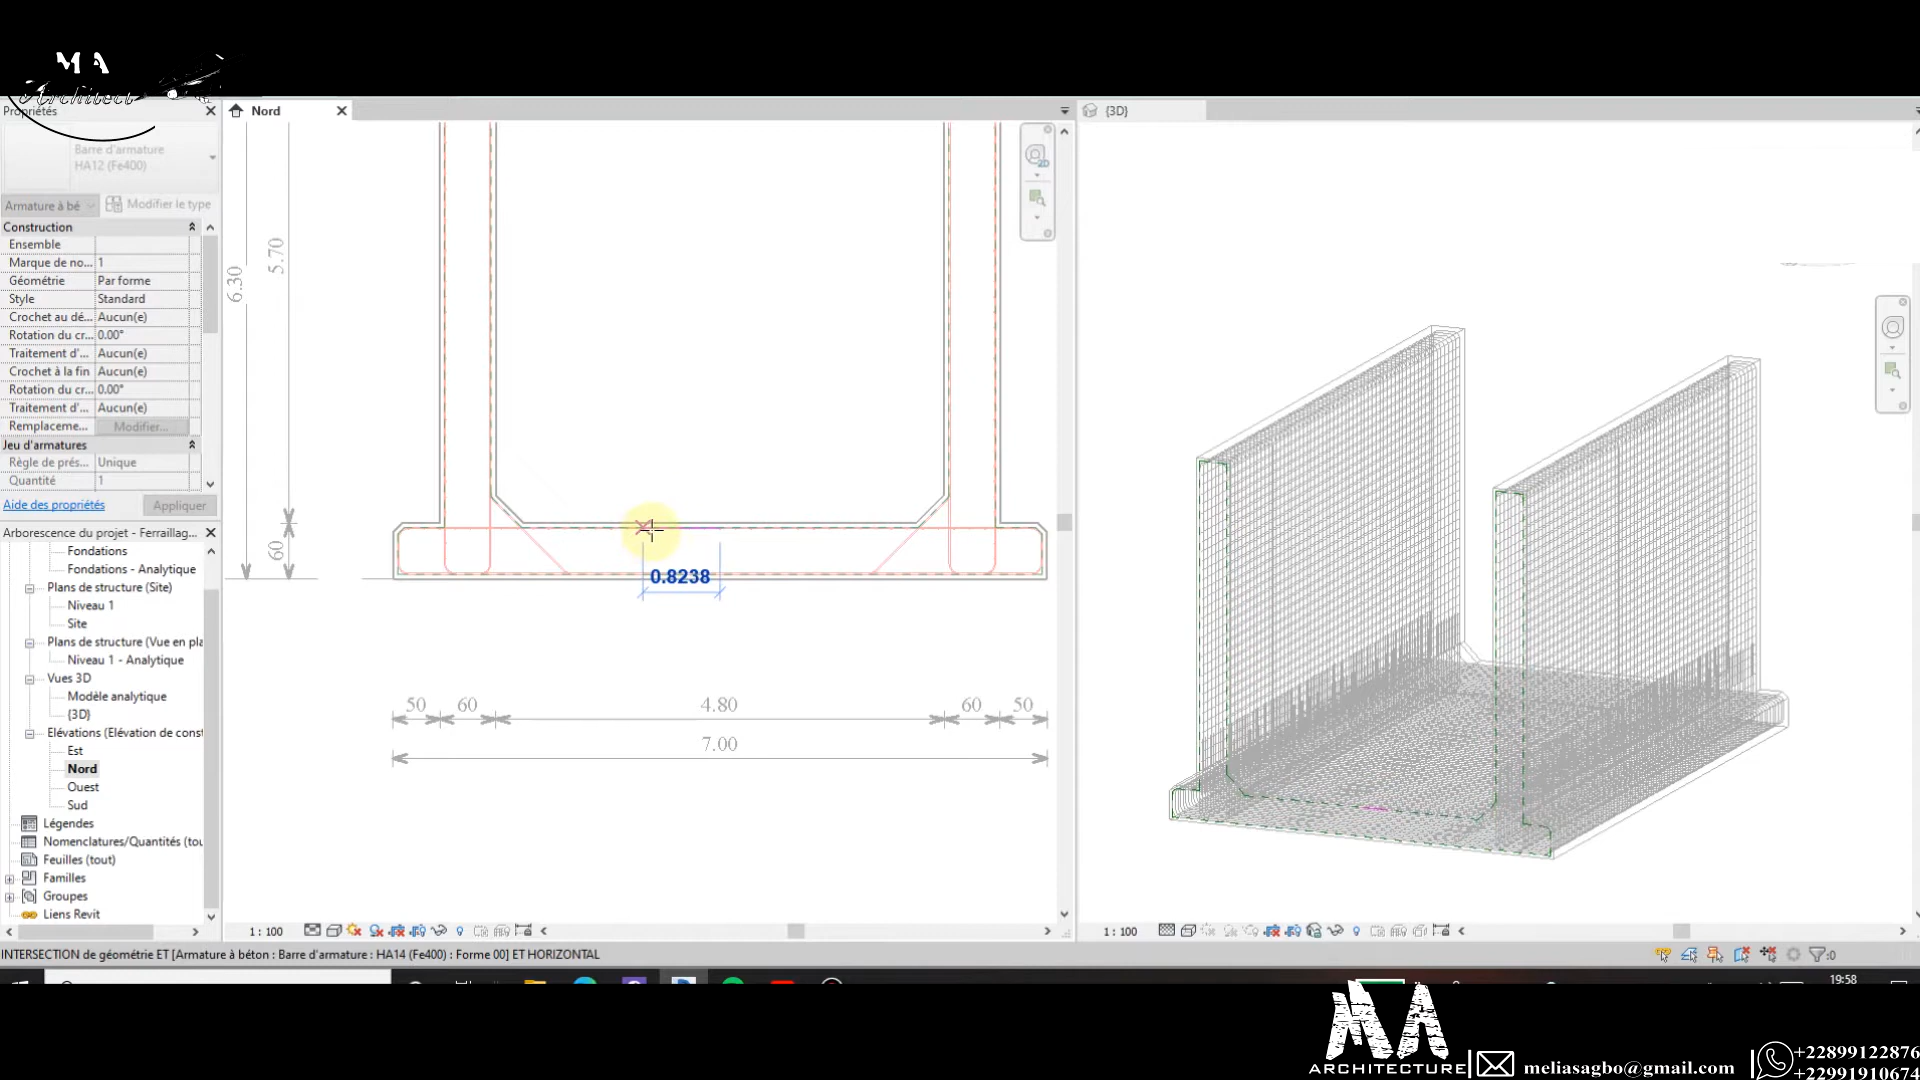 MA
Architect
Propriétés
Nord
{3D}
Barre d'armature
HA12 (Fe400)
Armature à bé
Modifier le type
Construction
Ensemble
Marque de no... 1
Géométrie Par forme
Style Standard
Crochet au dé... Aucun(e)
Rotation du cr... 0.00°
Traitement d'... Aucun(e)
Crochet à la fin Aucun(e)
Rotation du cr... 0.00°
Traitement d'... Aucun(e)
Remplaceme... Modifier...
Jeu d'armatures
Règle de prés... Unique
Quantité 1
Aide des propriétés
Appliquer
Arborescence du projet - Ferraillag...
Fondations
Fondations - Analytique
Plans de structure (Site)
Niveau 1
Site
Plans de structure (Vue en pla
Niveau 1 - Analytique
Vues 3D
Modèle analytique
{3D}
Elévations (Elévation de const
Est
Nord
Ouest
Sud
Légendes
Nomenclatures/Quantités (tou
Feuilles (tout)
Familles
Groupes
Liens Revit
6.30
5.70
60
2D
0.8238
50 60 4.80 60 50
7.00
1 : 100
1 : 100
INTERSECTION de géométrie ET [Armature à béton : Barre d'armature : HA14 (Fe400) : Forme 00] ET HORIZONTAL
:0
19:58
MA
ARCHITECTURE
meliasagbo@gmail.com
+22899122876
+22991910674